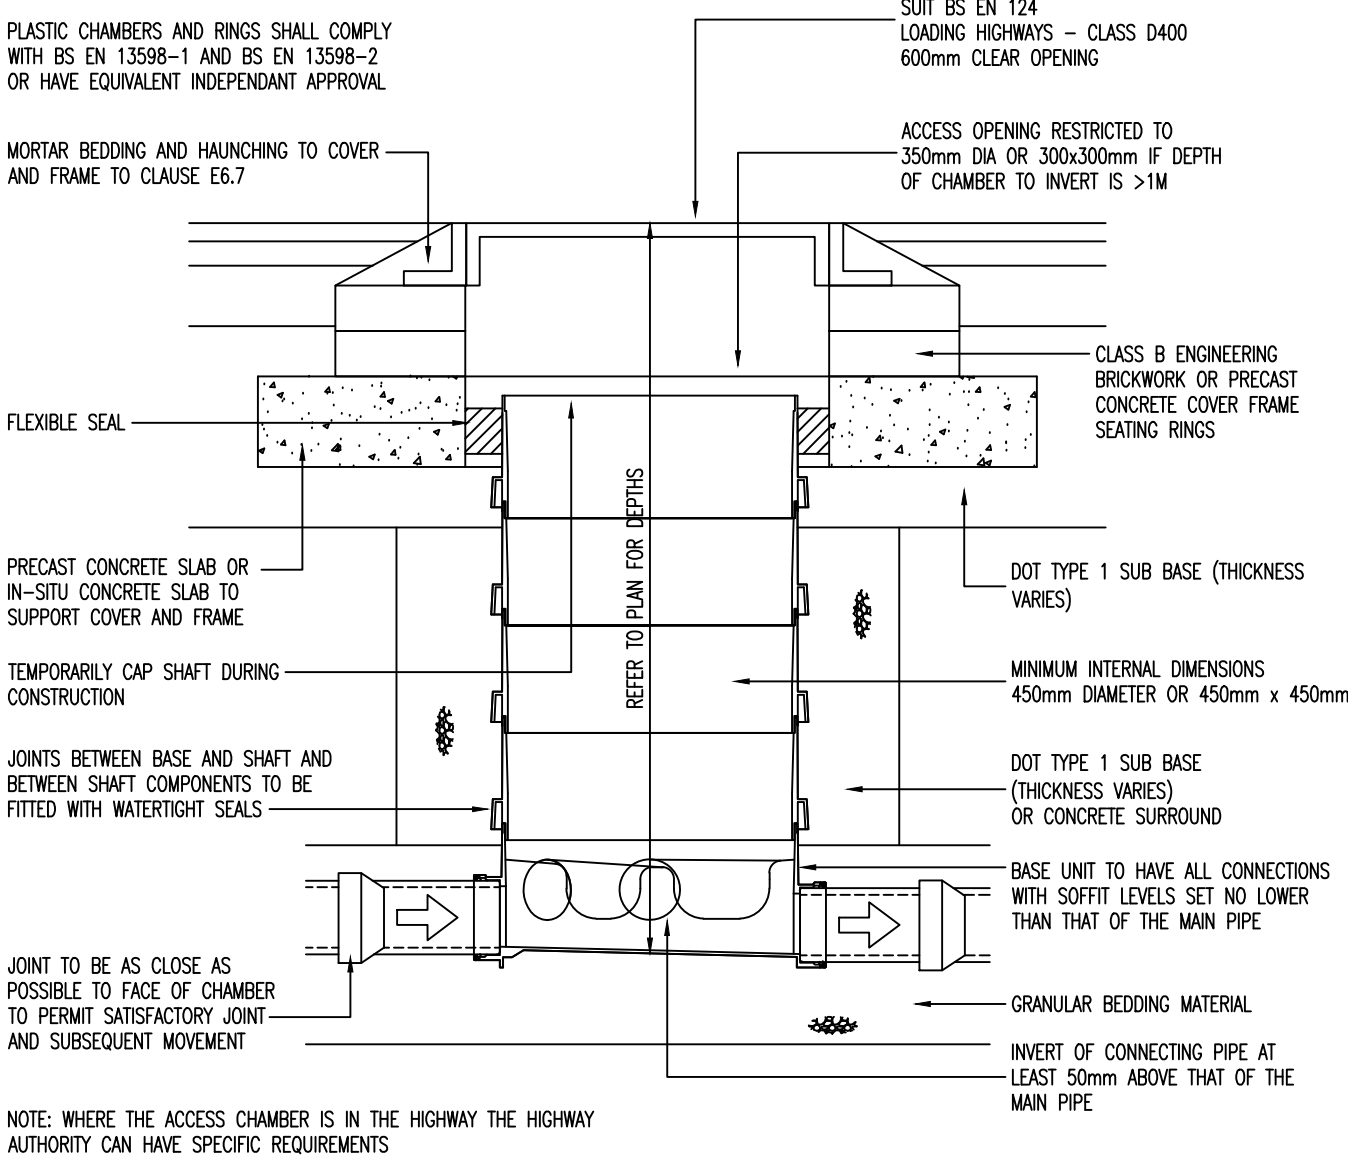 PLASTIC CHAMBERS AND RINGS SHALL COMPLY
WITH BS EN 13598-1 AND BS EN 13598-2
OR HAVE EQUIVALENT INDEPENDANT APPROVAL
SUIT BS EN 124
LOADING HIGHWAYS - CLASS D400
600mm CLEAR OPENING
MORTAR BEDDING AND HAUNCHING TO COVER
AND FRAME TO CLAUSE E6.7
ACCESS OPENING RESTRICTED TO
350mm DIA OR 300x300mm IF DEPTH
OF CHAMBER TO INVERT IS >1M
CLASS B ENGINEERING
BRICKWORK OR PRECAST
CONCRETE COVER FRAME
SEATING RINGS
FLEXIBLE SEAL
REFER TO PLAN FOR DEPTHS
PRECAST CONCRETE SLAB OR
IN-SITU CONCRETE SLAB TO
SUPPORT COVER AND FRAME
DOT TYPE 1 SUB BASE (THICKNESS
VARIES)
TEMPORARILY CAP SHAFT DURING
CONSTRUCTION
MINIMUM INTERNAL DIMENSIONS
450mm DIAMETER OR 450mm x 450mm
JOINTS BETWEEN BASE AND SHAFT AND
BETWEEN SHAFT COMPONENTS TO BE
FITTED WITH WATERTIGHT SEALS
DOT TYPE 1 SUB BASE
(THICKNESS VARIES)
OR CONCRETE SURROUND
BASE UNIT TO HAVE ALL CONNECTIONS
WITH SOFFIT LEVELS SET NO LOWER
THAN THAT OF THE MAIN PIPE
JOINT TO BE AS CLOSE AS
POSSIBLE TO FACE OF CHAMBER
TO PERMIT SATISFACTORY JOINT
AND SUBSEQUENT MOVEMENT
GRANULAR BEDDING MATERIAL
INVERT OF CONNECTING PIPE AT
LEAST 50mm ABOVE THAT OF THE
MAIN PIPE
NOTE: WHERE THE ACCESS CHAMBER IS IN THE HIGHWAY THE HIGHWAY
AUTHORITY CAN HAVE SPECIFIC REQUIREMENTS